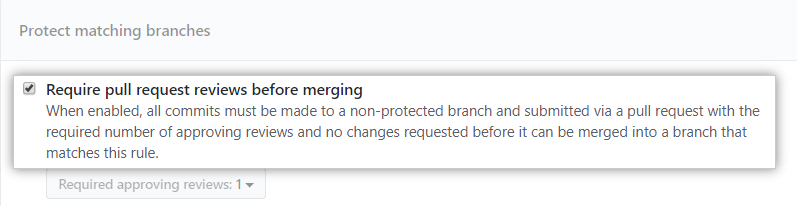 Protect matching branches
Require pull request reviews before merging
When enabled, all commits must be made to a non-protected branch and submitted via a pull request with the
required number of approving reviews and no changes requested before it can be merged into a branch that
matches this rule.
Required approving reviews: 1